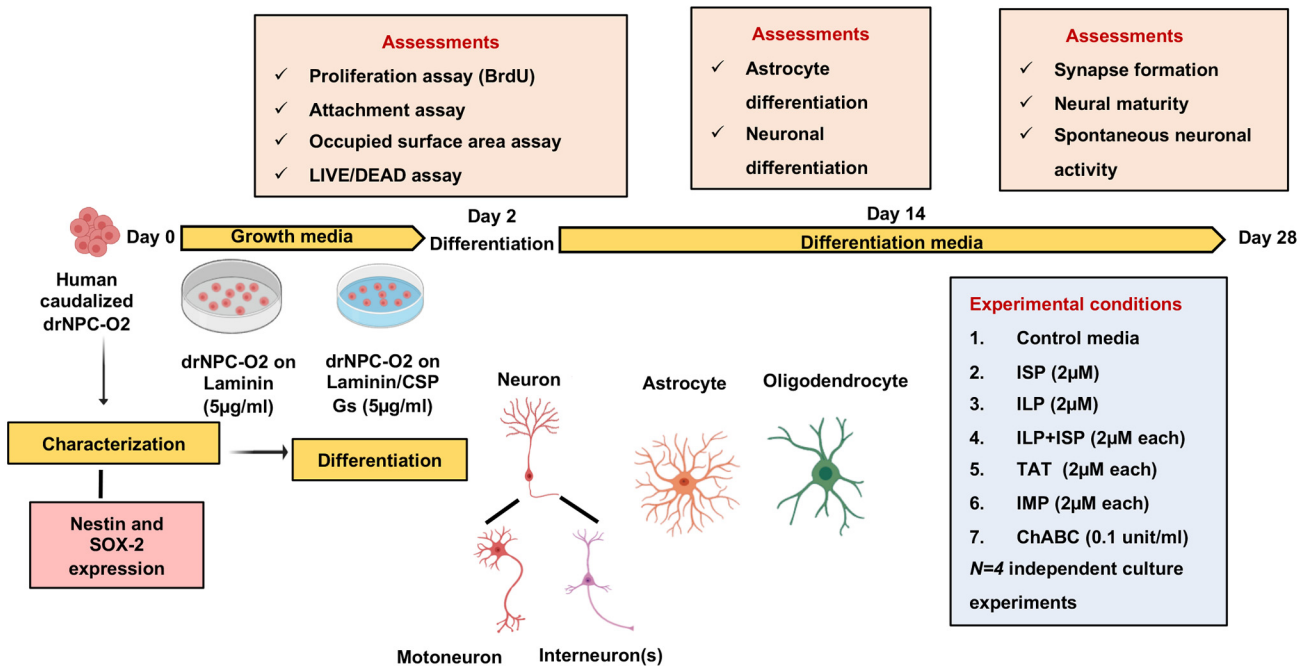 Assessments
✓ Proliferation assay (BrdU)
✓ Attachment assay
✓ Occupied surface area assay
✓ LIVE/DEAD assay
Assessments
✓ Astrocyte
differentiation
✓ Neuronal
differentiation
Assessments
✓ Synapse formation
✓ Neural maturity
✓ Spontaneous neuronal
activity
Day 0
Growth media
Day 2
Differentiation
Day 14
Differentiation media
Day 28
Human
caudalized
drNPC-O2
drNPC-O2 on
Laminin
(5µg/ml)
drNPC-O2 on
Laminin/CSP
Gs (5µg/ml)
Characterization
Differentiation
Nestin and
SOX-2
expression
Neuron
Astrocyte
Oligodendrocyte
Motoneuron
Interneuron(s)
Experimental conditions
1. Control media
2. ISP (2µM)
3. ILP (2µM)
4. ILP+ISP (2µM each)
5. TAT (2µM each)
6. IMP (2µM each)
7. ChABC (0.1 unit/ml)
N=4 independent culture
experiments